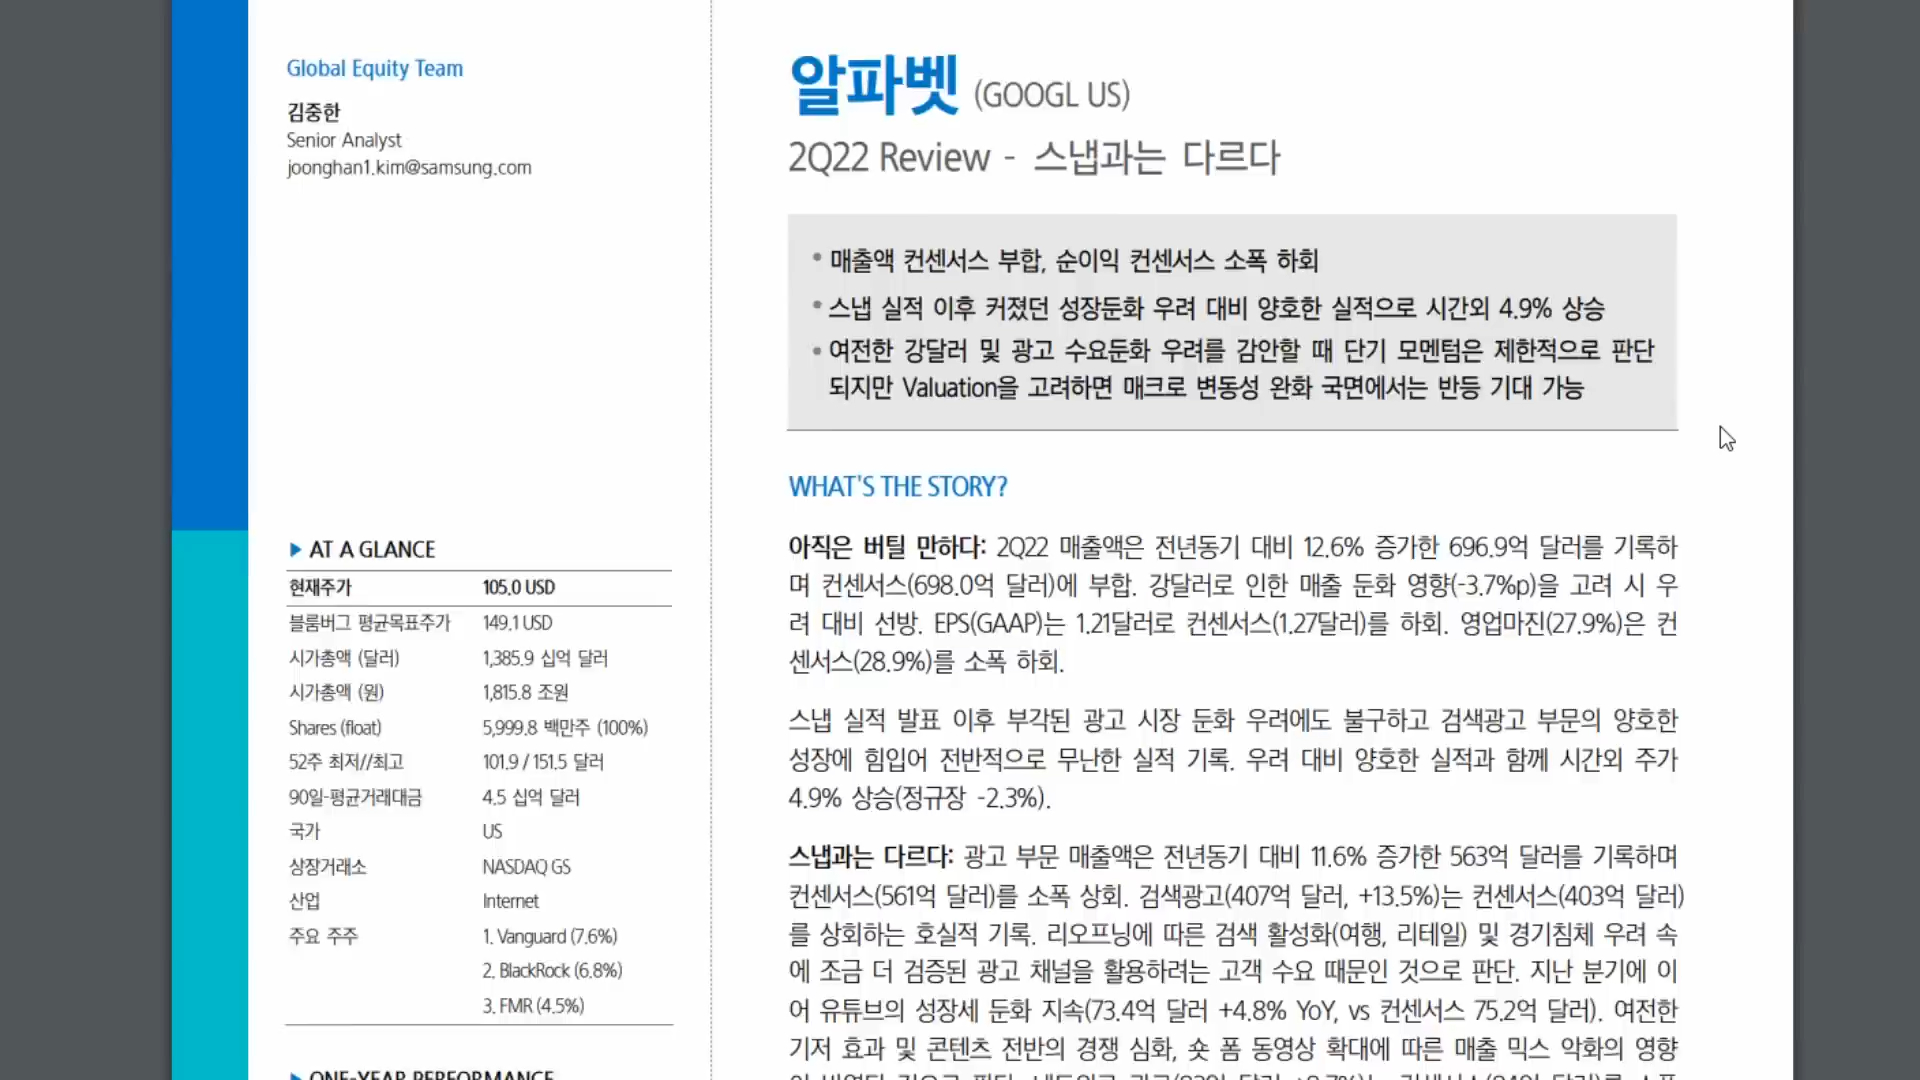 Global Equity Team
김중한
Senior Analyst
joonghan1.kim@samsung.com
▶ AT A GLANCE
현재주가 105.0 USD
블룸버그 평균목표주가 149.1 USD
시가총액 (달러) 1,385.9 십억 달러
시가총액 (원) 1,815.8 조원
Shares (float) 5,999.8 백만주 (100%)
52주 최저//최고 101.9 / 151.5 달러
90일-평균거래대금 4.5 십억 달러
국가 US
상장거래소 NASDAQ GS
산업 Internet
주요 주주 1. Vanguard (7.6%)
2. BlackRock (6.8%)
3. FMR (4.5%)
▶ ONE-YEAR PERFORMANCE
알파벳 (GOOGL US)
2Q22 Review - 스냅과는 다르다
• 매출액 컨센서스 부합, 순이익 컨센서스 소폭 하회
• 스냅 실적 이후 커졌던 성장둔화 우려 대비 양호한 실적으로 시간외 4.9% 상승
• 여전한 강달러 및 광고 수요둔화 우려를 감안할 때 단기 모멘텀은 제한적으로 판단
되지만 Valuation을 고려하면 매크로 변동성 완화 국면에서는 반등 기대 가능
WHAT'S THE STORY?
아직은 버틸 만하다: 2Q22 매출액은 전년동기 대비 12.6% 증가한 696.9억 달러를 기록하
며 컨센서스(698.0억 달러)에 부합. 강달러로 인한 매출 둔화 영향(-3.7%p)을 고려 시 우
려 대비 선방. EPS(GAAP)는 1.21달러로 컨센서스(1.27달러)를 하회. 영업마진(27.9%)은 컨
센서스(28.9%)를 소폭 하회.
스냅 실적 발표 이후 부각된 광고 시장 둔화 우려에도 불구하고 검색광고 부문의 양호한
성장에 힘입어 전반적으로 무난한 실적 기록. 우려 대비 양호한 실적과 함께 시간외 주가
4.9% 상승(정규장 -2.3%).
스냅과는 다르다: 광고 부문 매출액은 전년동기 대비 11.6% 증가한 563억 달러를 기록하며
컨센서스(561억 달러)를 소폭 상회. 검색광고(407억 달러, +13.5%)는 컨센서스(403억 달러)
를 상회하는 호실적 기록. 리오프닝에 따른 검색 활성화(여행, 리테일) 및 경기침체 우려 속
에 조금 더 검증된 광고 채널을 활용하려는 고객 수요 때문인 것으로 판단. 지난 분기에 이
어 유튜브의 성장세 둔화 지속(73.4억 달러 +4.8% YoY, vs 컨센서스 75.2억 달러). 여전한
기저 효과 및 콘텐츠 전반의 경쟁 심화, 숏 폼 동영상 확대에 따른 매출 믹스 악화의 영향